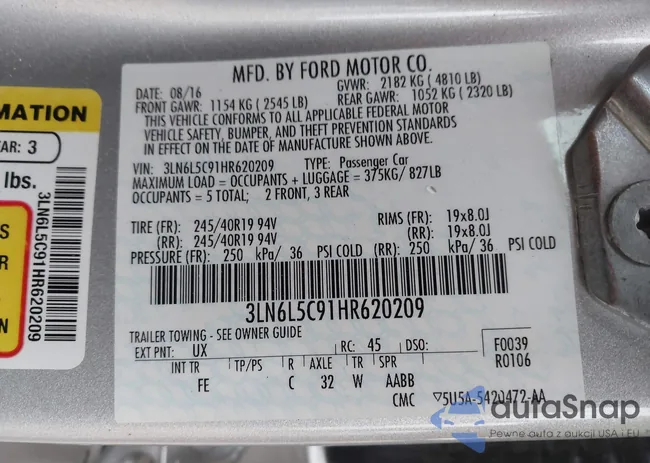 MATION
AR: 3
lbs.
S
R
ON
N
3LN6L5C91HR620209
MFD. BY FORD MOTOR CO.
DATE: 08/16 GVWR: 2182 KG ( 4810 LB)
FRONT GAWR: 1154 KG ( 2545 LB) REAR GAWR: 1052 KG ( 2320 LB)
THIS VEHICLE CONFORMS TO ALL APPLICABLE FEDERAL MOTOR
VEHICLE SAFETY, BUMPER, AND THEFT PREVENTION STANDARDS
IN EFFECT ON THE DATE OF MANUFACTURE SHOWN ABOVE.
VIN: 3LN6L5C91HR620209 TYPE: Passenger Car
MAXIMUM LOAD = OCCUPANTS + LUGGAGE = 375KG/ 827LB
OCCUPANTS = 5 TOTAL; 2 FRONT, 3 REAR
TIRE (FR): 245/40R19 94V RIMS (FR): 19x8.0J
(RR): 245/40R19 94V (RR): 19x8.0J
PRESSURE (FR): 250 kPa/ 36 PSI COLD (RR): 250 kPa/ 36 PSI COLD
3LN6L5C91HR620209
TRAILER TOWING - SEE OWNER GUIDE
EXT PNT: UX RC: 45 DSO: F0039
R0106
INT TR TP/PS R AXLE TR SPR
FE C 32 W AABB
CMC ▽5U5A-5420472-AA
autoSnap
Pewne auta z aukcji USA i EU